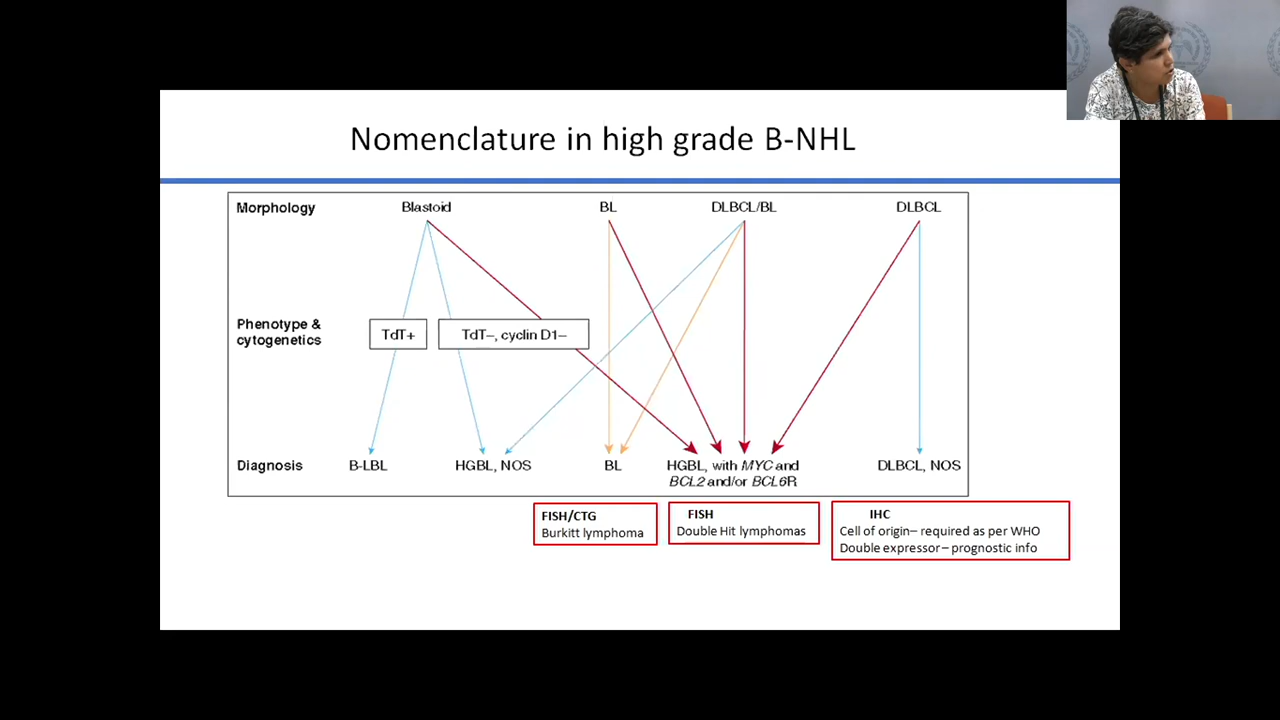 Nomenclature in high grade B-NHL
Morphology Blastoid BL DLBCL/BL DLBCL
Phenotype &
cytogenetics
TdT+ TdT–, cyclin D1–
Diagnosis B-LBL HGBL, NOS BL HGBL, with MYC and DLBCL, NOS
BCL2 and/or BCL6R
FISH/CTG
Burkitt lymphoma
FISH
Double Hit lymphomas
IHC
Cell of origin– required as per WHO
Double expressor – prognostic info